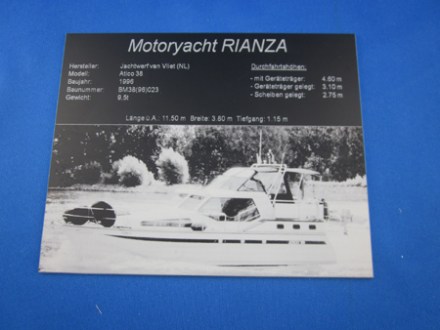 Motoryacht RIANZA
Hersteller: Jachtwerf van Vliet (NL)
Modell: Atico 38
Baujahr: 1996
Baunummer: SM38(96)023
Gewicht: 9,5t
Durchfahrtshöhen:
- mit Geräteträger: 4.60 m
- Geräteträger gelegt: 3,10 m
- Scheiben gelegt: 2.75 m
Länge ü.A.: 11.50 m Breite: 3.60 m Tiefgang: 1.15 m